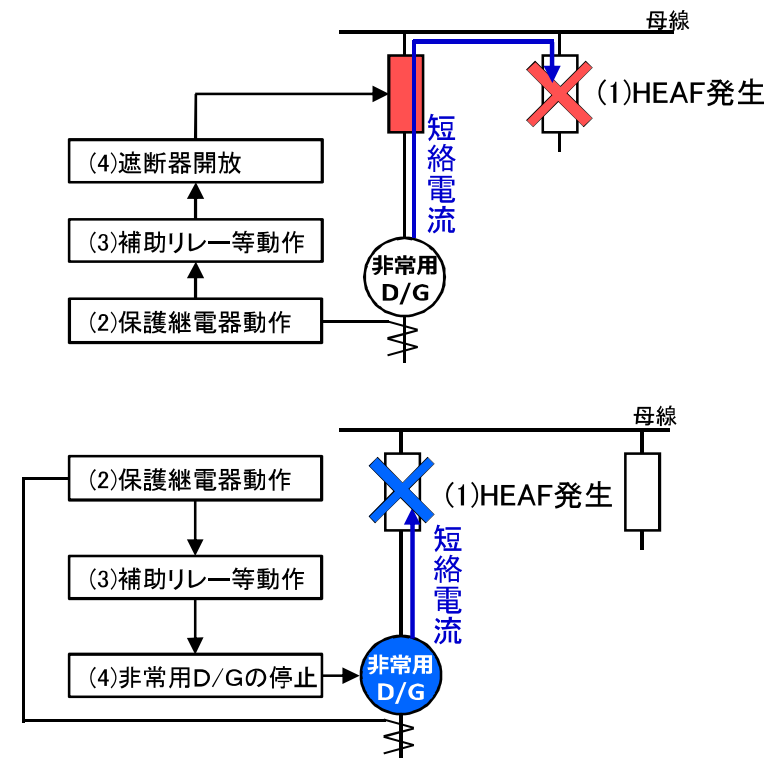 母線
(1)HEAF発生
短絡電流
(4)遮断器開放
(3)補助リレー等動作
非常用
D/G
(2)保護継電器動作
母線
(2)保護継電器動作
(1)HEAF発生
短絡電流
(3)補助リレー等動作
(4)非常用D/Gの停止
非常用
D/G